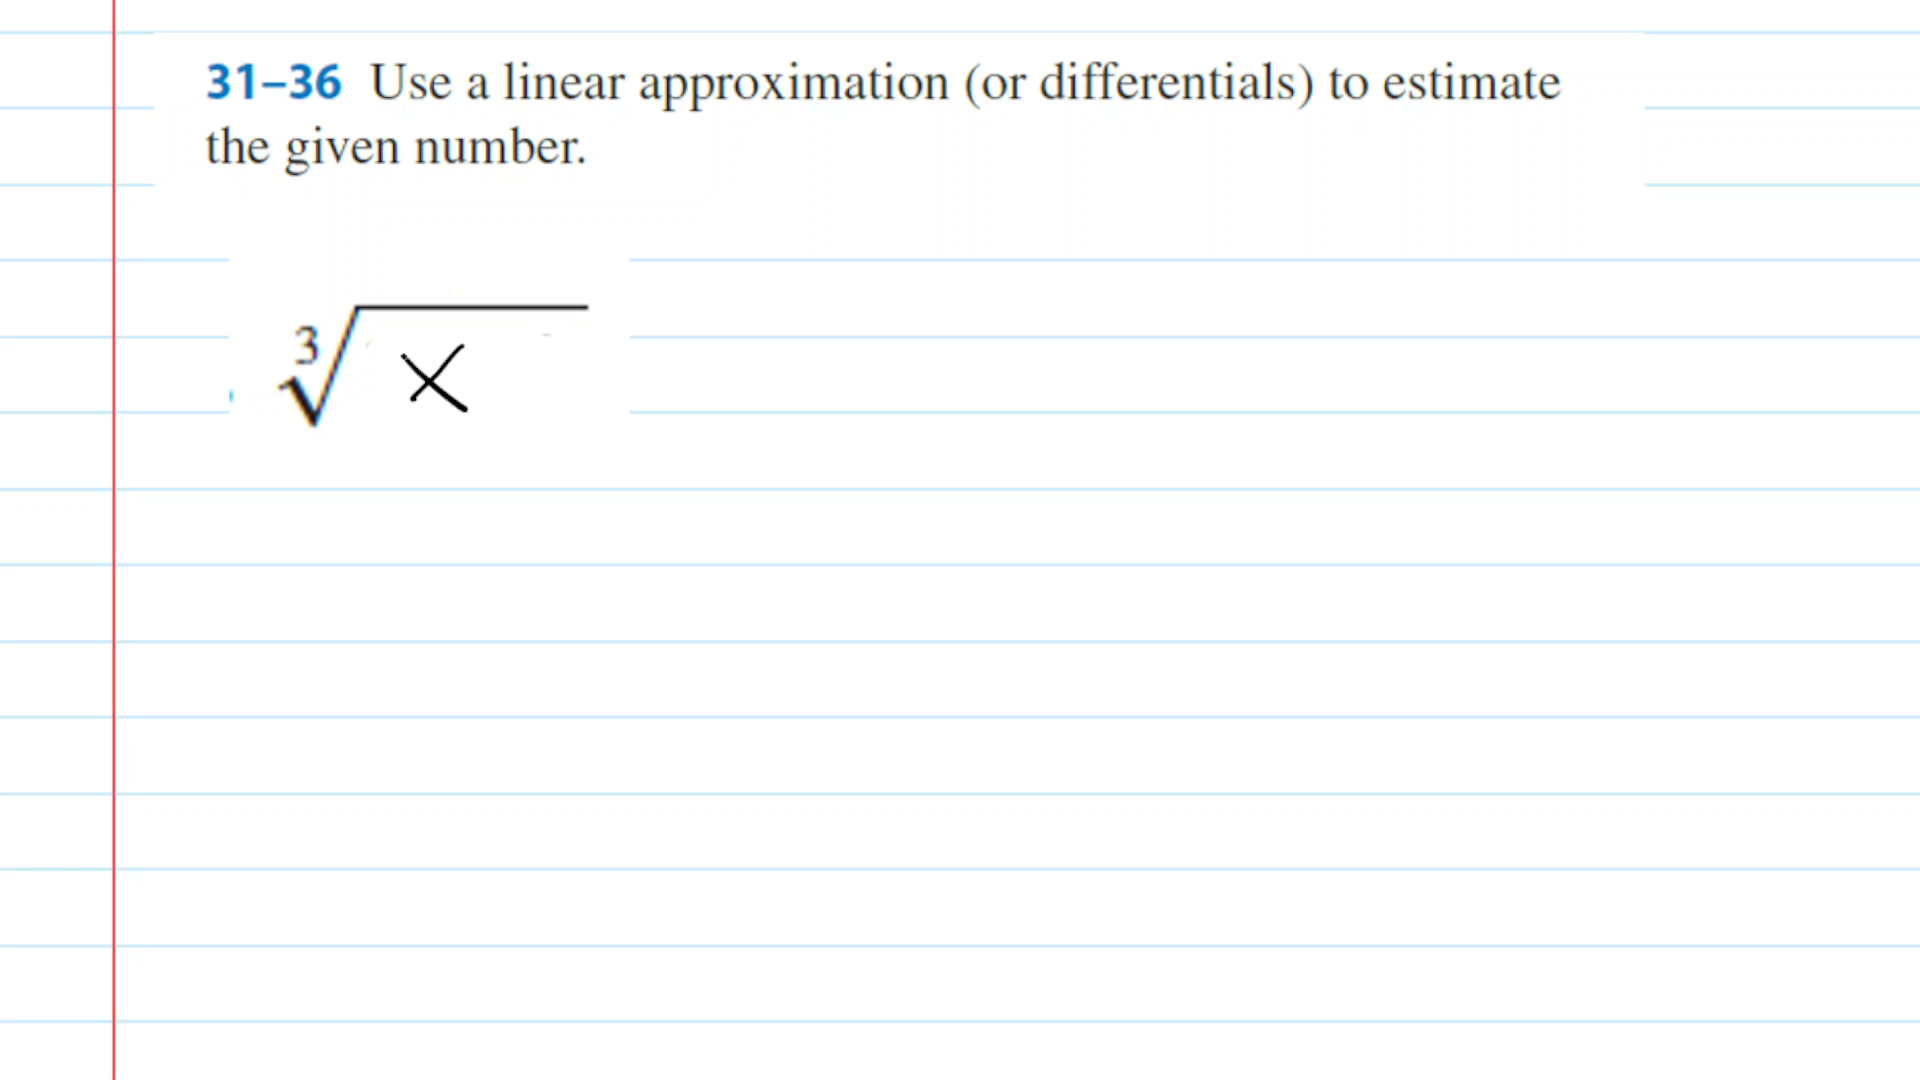 31–36 Use a linear approximation (or differentials) to estimate
the given number.
∛x